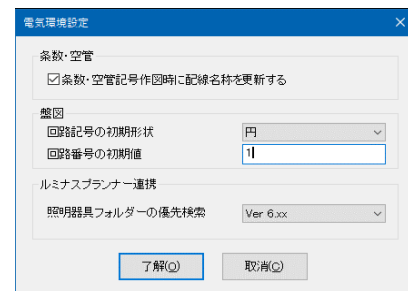 電気環境設定
条数・空管
条数・空管記号作図時に配線名称を更新する
盤図
回路記号の初期形状 円
回路番号の初期値 1
ルミナスプランナー連携
照明器具フォルダーの優先検索 Ver 6.xx
了解(O) 取消(C)